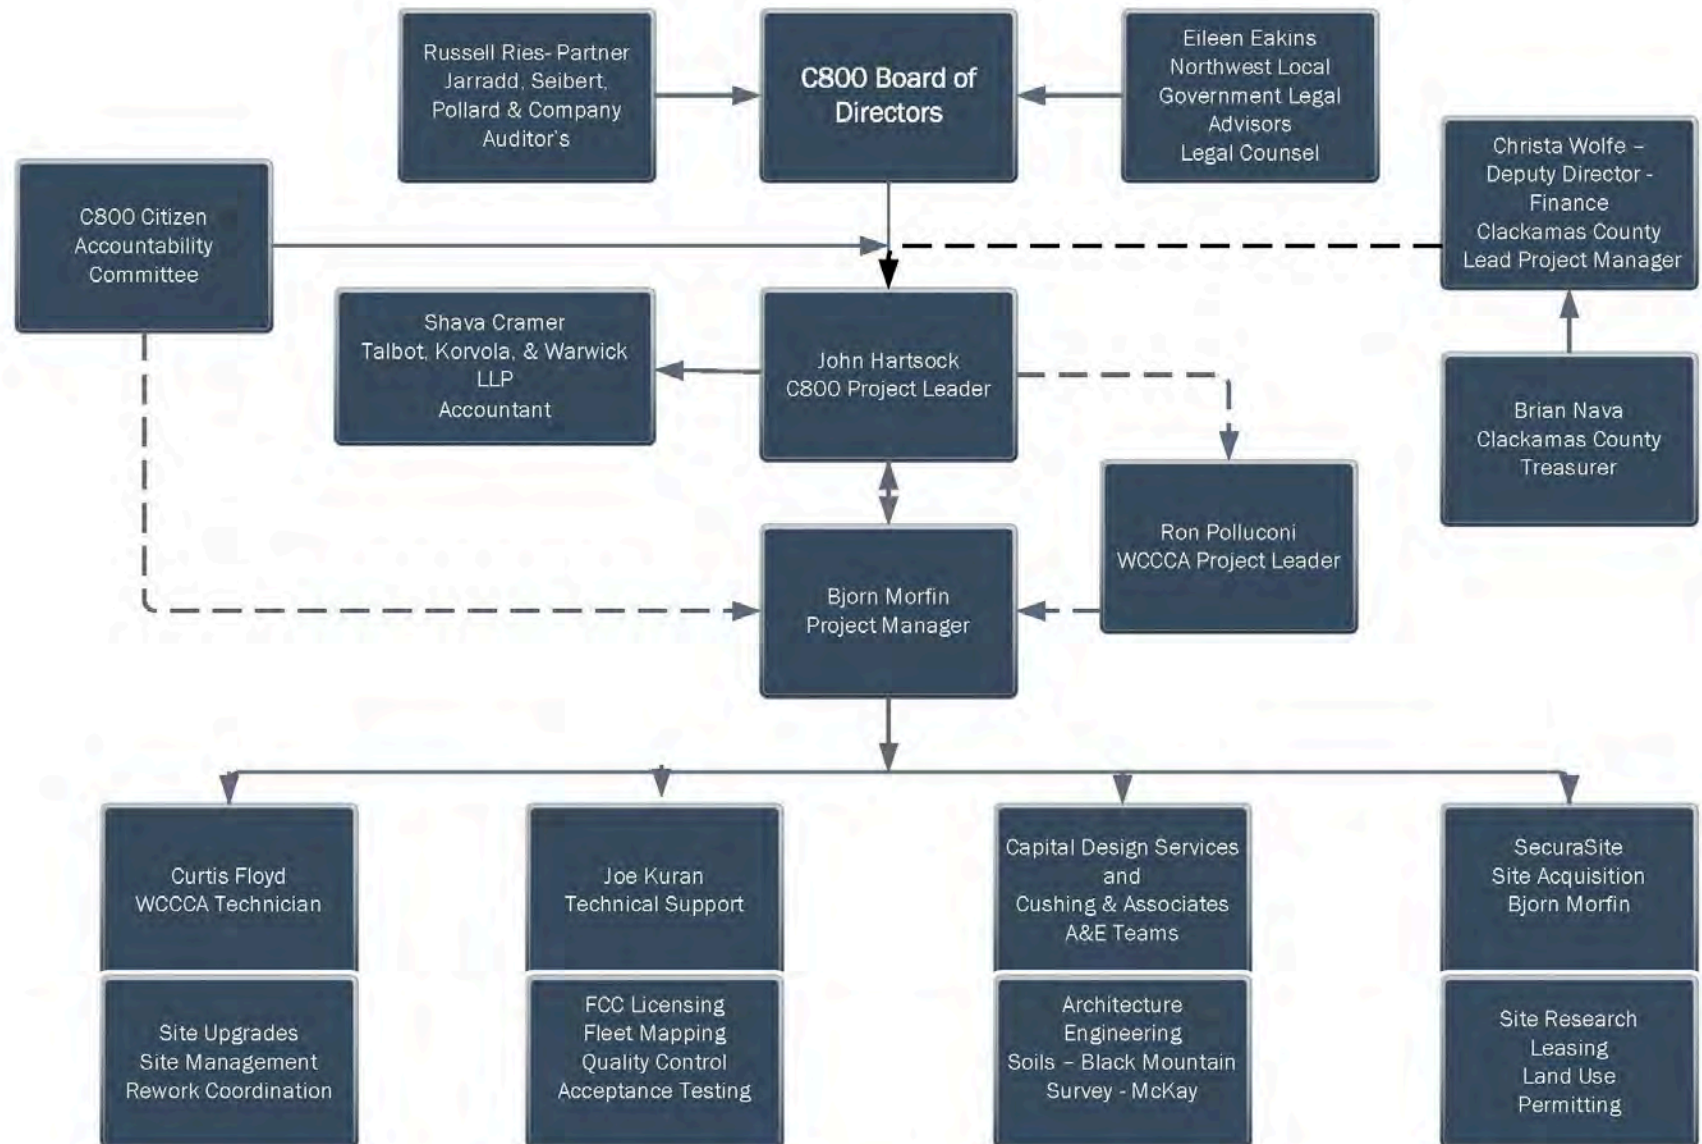 Russell Ries- Partner
Jarradd, Seibert,
Pollard & Company
Auditor's
C800 Board of
Directors
Eileen Eakins
Northwest Local
Government Legal
Advisors
Legal Counsel
Christa Wolfe –
Deputy Director -
Finance
Clackamas County
Lead Project Manager
C800 Citizen
Accountability
Committee
Shava Cramer
Talbot, Korvola, & Warwick
LLP
Accountant
John Hartsock
C800 Project Leader
Brian Nava
Clackamas County
Treasurer
Ron Polluconi
WCCCA Project Leader
Bjorn Morfin
Project Manager
Curtis Floyd
WCCCA Technician
Joe Kuran
Technical Support
Capital Design Services
and
Cushing & Associates
A&E Teams
SecuraSite
Site Acquisition
Bjorn Morfin
Site Upgrades
Site Management
Rework Coordination
FCC Licensing
Fleet Mapping
Quality Control
Acceptance Testing
Architecture
Engineering
Soils – Black Mountain
Survey - McKay
Site Research
Leasing
Land Use
Permitting